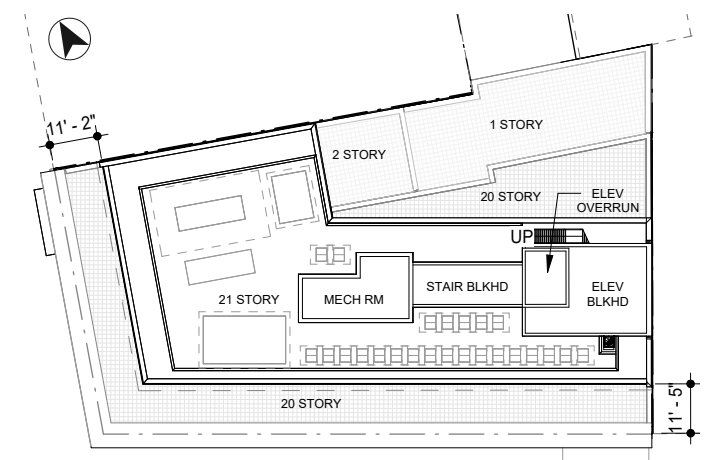 11' - 2"
1 STORY
2 STORY
20 STORY
ELEV
OVERRUN
UP
STAIR BLKHD
ELEV
BLKHD
21 STORY
MECH RM
20 STORY
11' - 5"